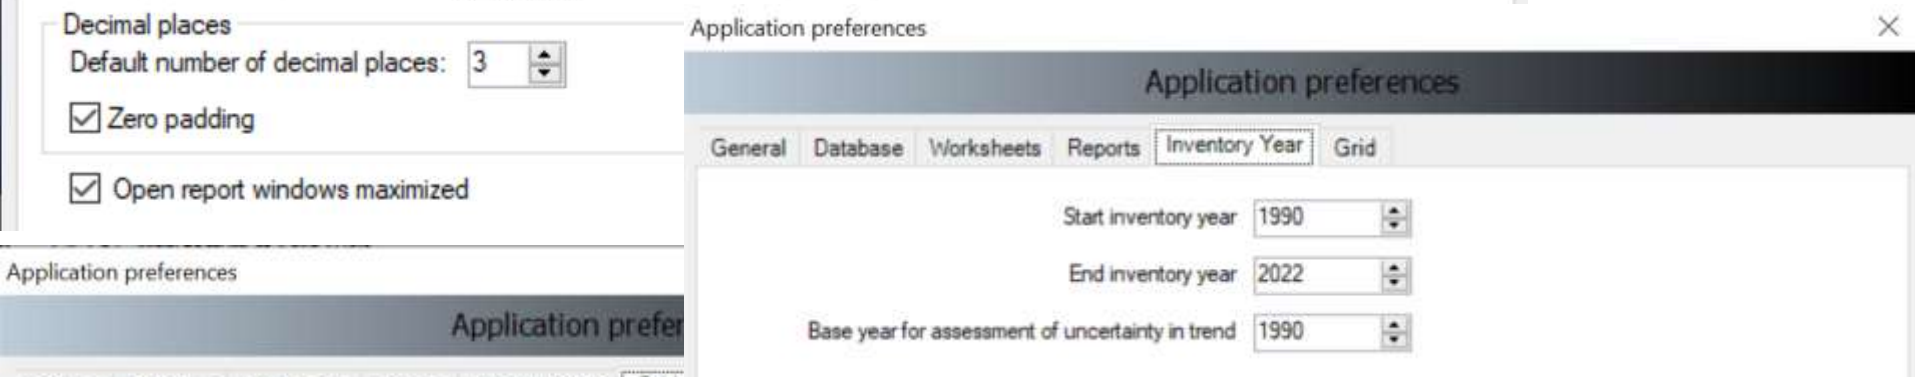 Decimal places
Default number of decimal places: 3
Zero padding
Open report windows maximized
Application preferences
Application prefer
Application preferences
Application preferences
General Database Worksheets Reports Inventory Year Grid
Start inventory year 1990
End inventory year 2022
Base year for assessment of uncertainty in trend 1990